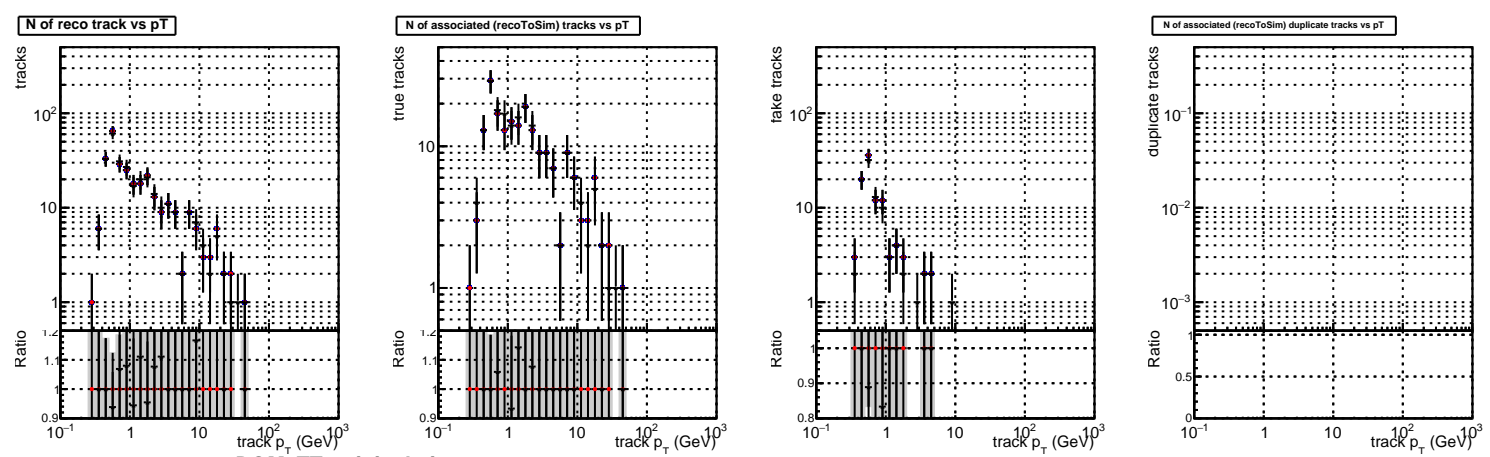 N of reco track vs pT
N of associated (recoToSim) tracks vs pT
N of associated (recoToSim) duplicate tracks vs pT
tracks
10²
10
1
Ratio
1.2
1.1
1
0.9
10⁻¹ 1 10 10² 10³
track p_T (GeV)
true tracks
10
1
Ratio
1.1
1
0.9
10⁻¹ 1 10 10² 10³
track p_T (GeV)
fake tracks
10²
10
1
Ratio
1
0.9
0.8
10⁻¹ 1 10 10² 10³
track p_T (GeV)
duplicate tracks
10⁻¹
10⁻²
10⁻³
Ratio
1
0.5
0
10⁻¹ 1 10 10² 10³
track p_T (GeV)